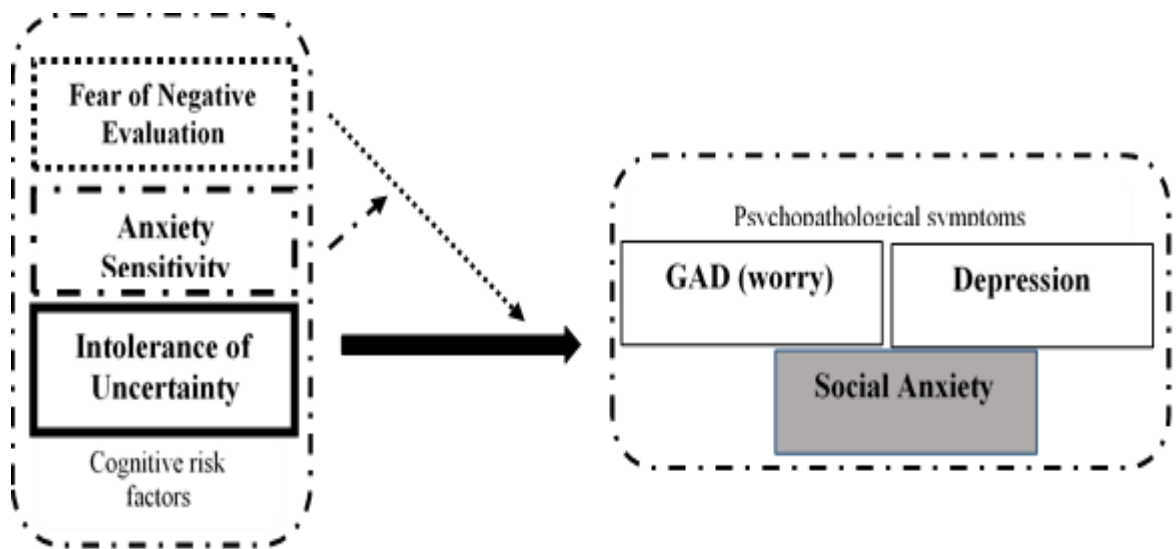 Fear of Negative
Evaluation
Anxiety
Sensitivity
Intolerance of
Uncertainty
Cognitive risk
factors
Psychopathological symptoms
GAD (worry)
Depression
Social Anxiety